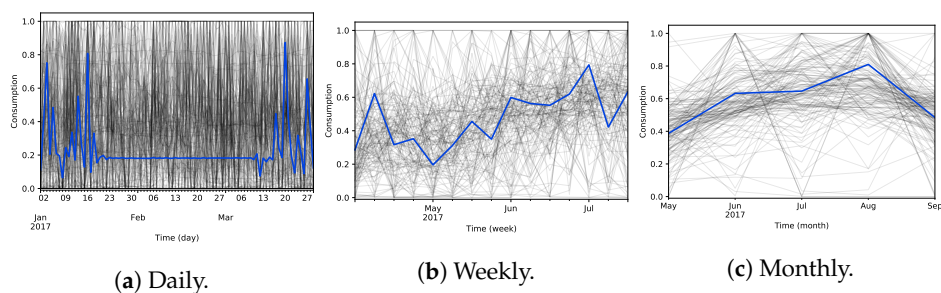 1.0
0.8
0.6
0.4
0.2
0.0
Consumption
02 09 16 23 30 06 13 20 27 06 13 20 27
Jan Feb Mar
2017
Time (day)
(a) Daily.
1.0
0.8
0.6
0.4
0.2
0.0
Consumption
May Jun Jul
2017
Time (week)
(b) Weekly.
1.0
0.8
0.6
0.4
0.2
0.0
Consumption
May Jun Jul Aug Sep
2017
Time (month)
(c) Monthly.